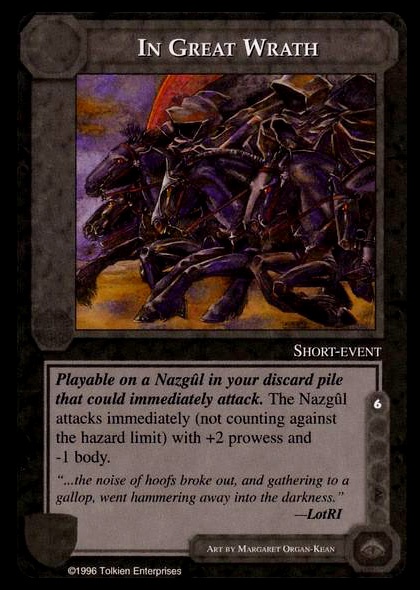 IN GREAT WRATH
SHORT-EVENT
Playable on a Nazgûl in your discard pile
that could immediately attack. The Nazgûl
attacks immediately (not counting against
the hazard limit) with +2 prowess and
-1 body.
6
"...the noise of hoofs broke out, and gathering to a
gallop, went hammering away into the darkness."
—LotRI
ART BY MARGARET ORGAN-KEAN
©1996 Tolkien Enterprises